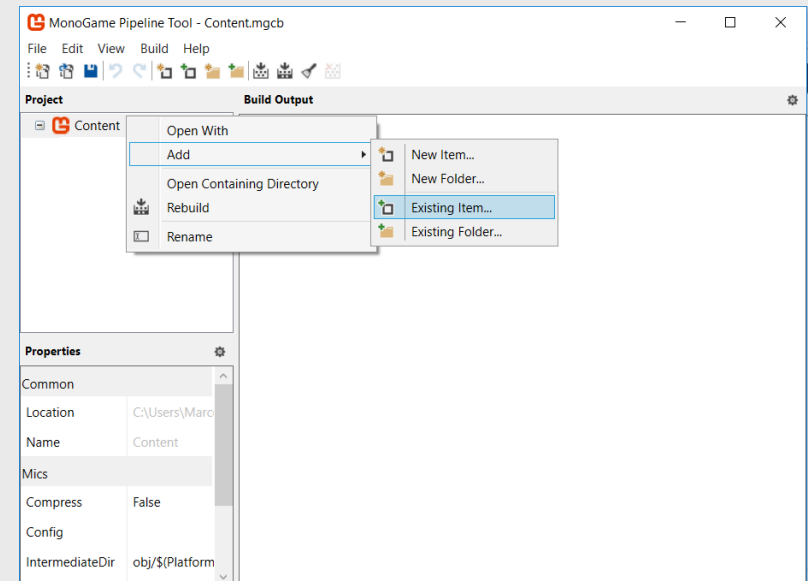 MonoGame Pipeline Tool - Content.mgcb
File Edit View Build Help
Project
Build Output
Content
Open With
Add
New Item...
New Folder...
Open Containing Directory
Rebuild
Existing Item...
Existing Folder...
Rename
Properties
Common
Location C:\Users\Marc
Name Content
Mics
Compress False
Config
IntermediateDir obj/$(Platform